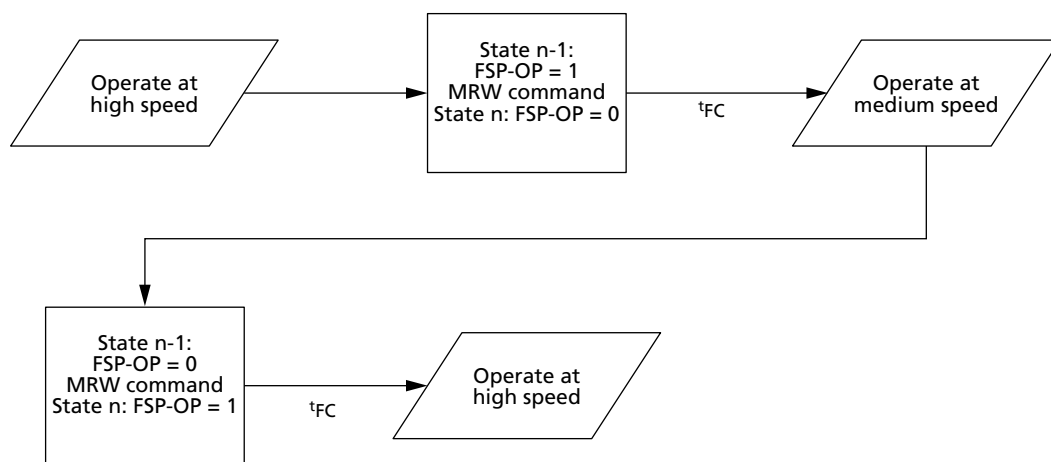 Operate at
high speed
State n-1:
FSP-OP = 1
MRW command
State n: FSP-OP = 0
tFC
Operate at
medium speed
State n-1:
FSP-OP = 0
MRW command
State n: FSP-OP = 1
tFC
Operate at
high speed